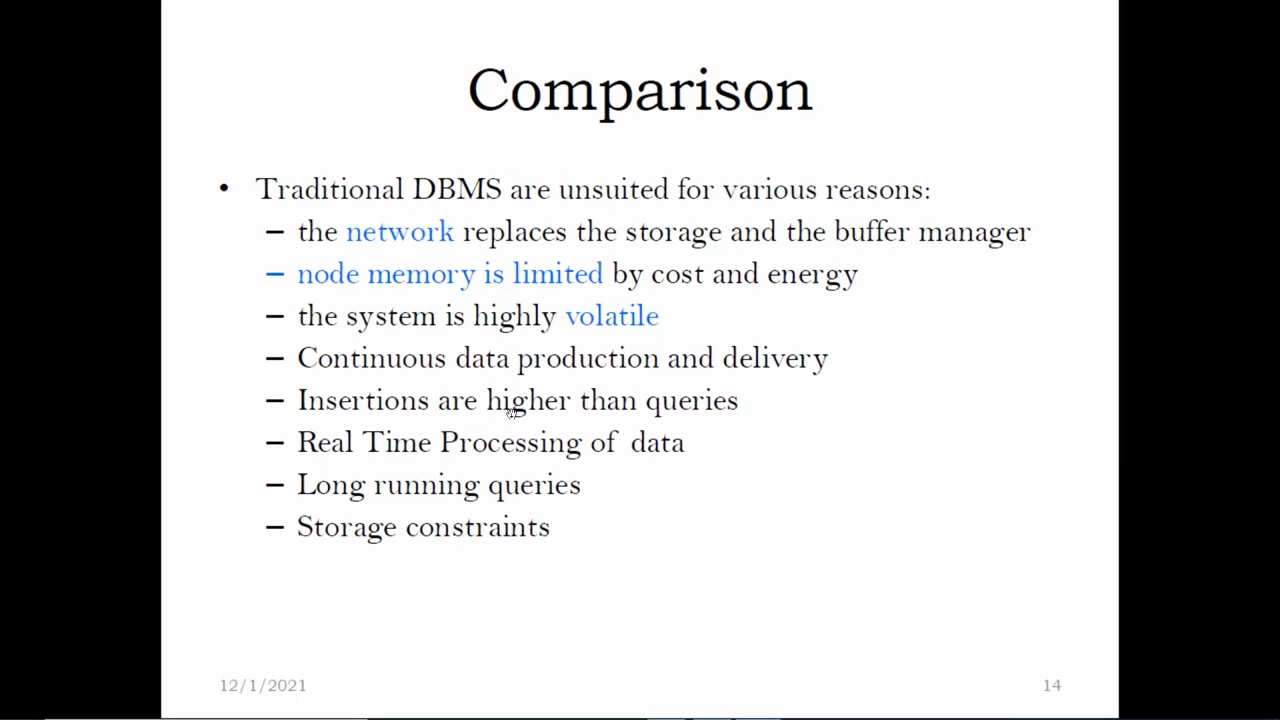 Comparison
• Traditional DBMS are unsuited for various reasons:
– the network replaces the storage and the buffer manager
– node memory is limited by cost and energy
– the system is highly volatile
– Continuous data production and delivery
– Insertions are higher than queries
– Real Time Processing of data
– Long running queries
– Storage constraints
12/1/2021
14